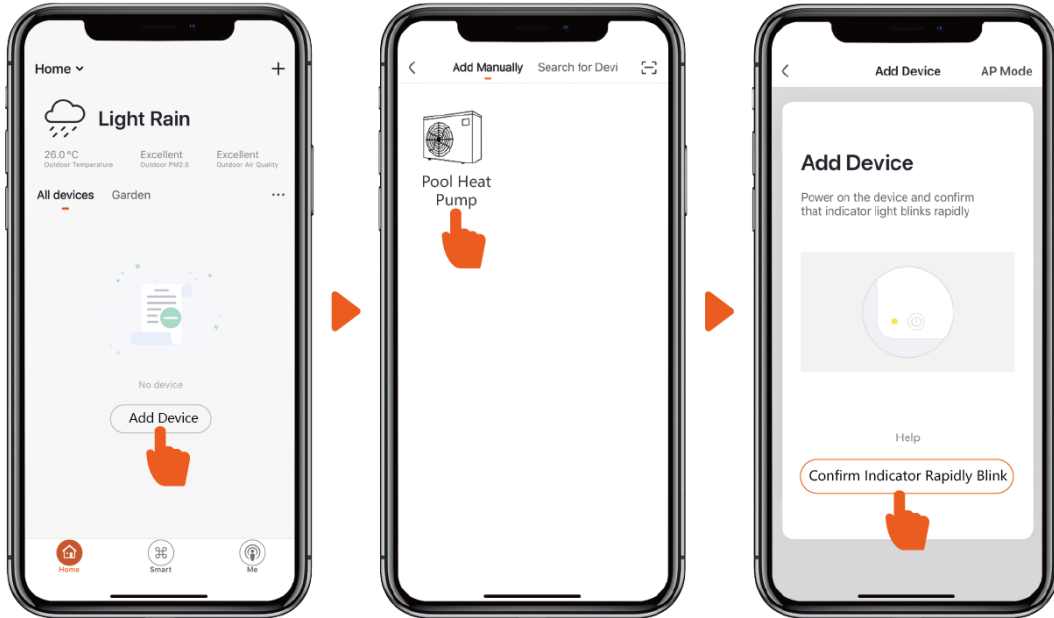 Home
Light Rain
26.0 °C Excellent Excellent
Outdoor Temperature Outdoor PM2.5 Outdoor Air Quality
All devices Garden
No device
Add Device
Home Smart Me
Add Manually Search for Devi
Pool Heat
Pump
Add Device AP Mode
Add Device
Power on the device and confirm
that indicator light blinks rapidly
Help
Confirm Indicator Rapidly Blink